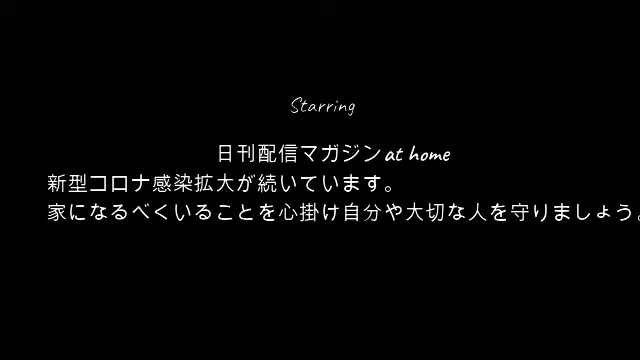 Starring
日刊配信マガジンat home
新型コロナ感染拡大が続いています。
家になるべくいることを心掛け自分や大切な人を守りましょう。